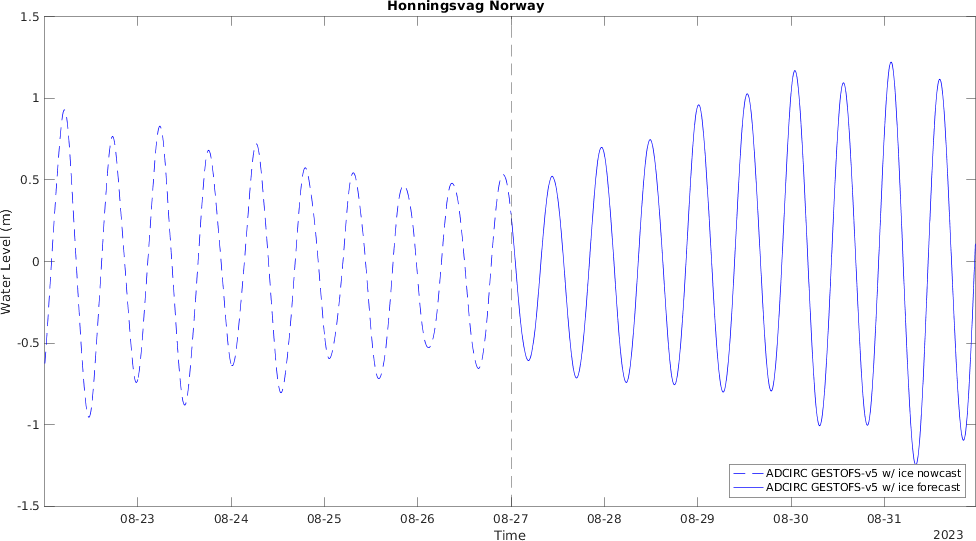 Honningsvag Norway
1.5
1
0.5
0
-0.5
-1
-1.5
Water Level (m)
ADCIRC GESTOFS-v5 w/ ice nowcast
ADCIRC GESTOFS-v5 w/ ice forecast
08-23 08-24 08-25 08-26 08-27 08-28 08-29 08-30 08-31
Time
2023